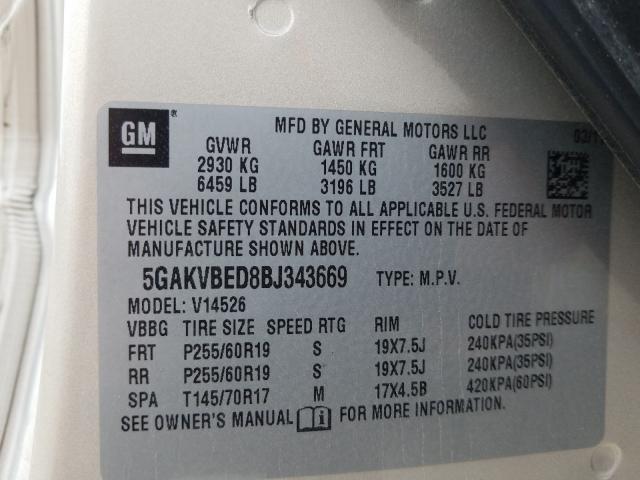 GM ®
MFD BY GENERAL MOTORS LLC
GVWR GAWR FRT GAWR RR
2930 KG 1450 KG 1600 KG
6459 LB 3196 LB 3527 LB
THIS VEHICLE CONFORMS TO ALL APPLICABLE U.S. FEDERAL MOTOR
VEHICLE SAFETY STANDARDS IN EFFECT ON THE DATE OF
MANUFACTURE SHOWN ABOVE.
5GAKVBED8BJ343669 TYPE: M.P.V.
MODEL: V14526
VBBG TIRE SIZE SPEED RTG RIM COLD TIRE PRESSURE
FRT P255/60R19 S 19X7.5J 240KPA(35PSI)
RR P255/60R19 S 19X7.5J 240KPA(35PSI)
SPA T145/70R17 M 17X4.5B 420KPA(60PSI)
SEE OWNER'S MANUAL FOR MORE INFORMATION.